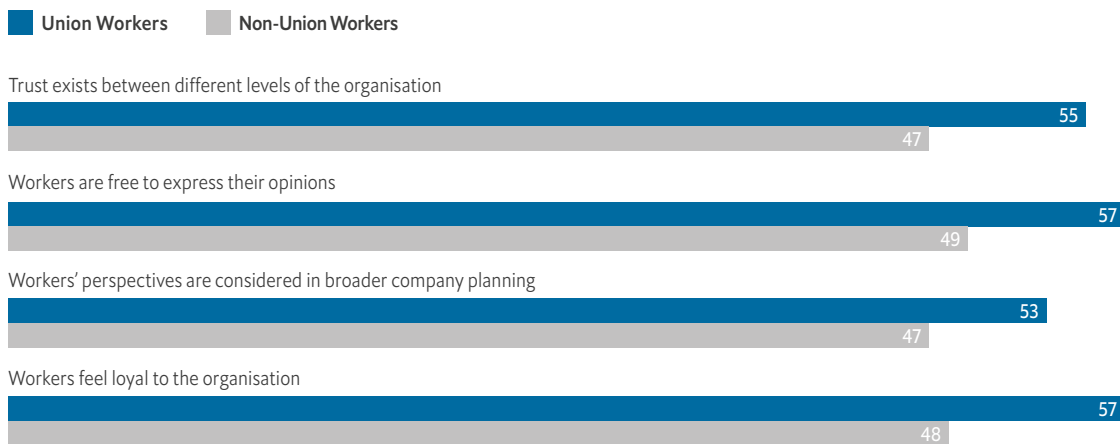 Union Workers Non-Union Workers
Trust exists between different levels of the organisation
55
47
Workers are free to express their opinions
57
49
Workers’ perspectives are considered in broader company planning
53
47
Workers feel loyal to the organisation
57
48